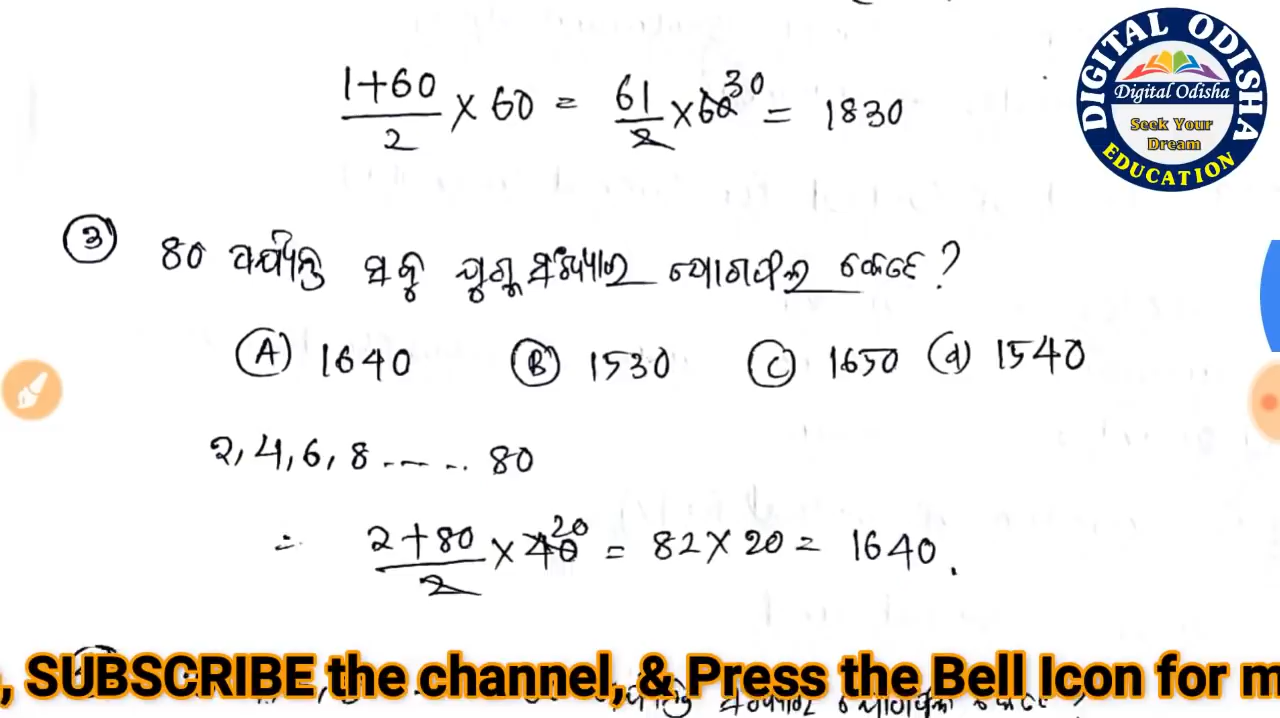 DIGITAL ODISHA
Digital Odisha
Seek Your
Dream
EDUCATION
1+60/2 × 60 = 61/2 × 60 30 = 1830
3 80 ପର୍ଯ୍ୟନ୍ତ ସବୁ ଯୁଗ୍ମ ସଂଖ୍ୟାର ଯୋଗଫଳ କେତେ ?
A 1640 B 1530 C 1650 d 1540
2, 4, 6, 8 ---- .. 80
= 2+80/2 × 40 20 = 82 × 20 = 1640.
, SUBSCRIBE the channel, & Press the Bell Icon for m